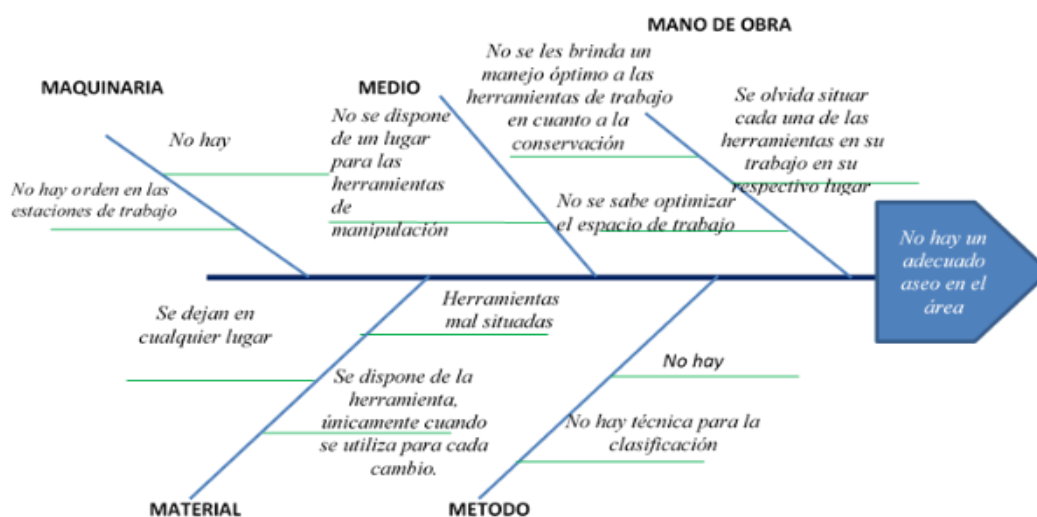 MANO DE OBRA
MAQUINARIA
MEDIO
No se les brinda un
manejo óptimo a las
herramientas de trabajo
en cuanto a la
conservación
Se olvida situar
cada una de las
herramientas en su
trabajo en su
respectivo lugar
No hay
No se dispone
de un lugar
para las
herramientas
de
manipulación
No hay orden en las
estaciones de trabajo
No se sabe optimizar
el espacio de trabajo
No hay un
adecuado
aseo en el
área
Se dejan en
cualquier lugar
Herramientas
mal situadas
Se dispone de la
herramienta,
únicamente cuando
se utiliza para cada
cambio.
No hay
No hay técnica para la
clasificación
MATERIAL
METODO